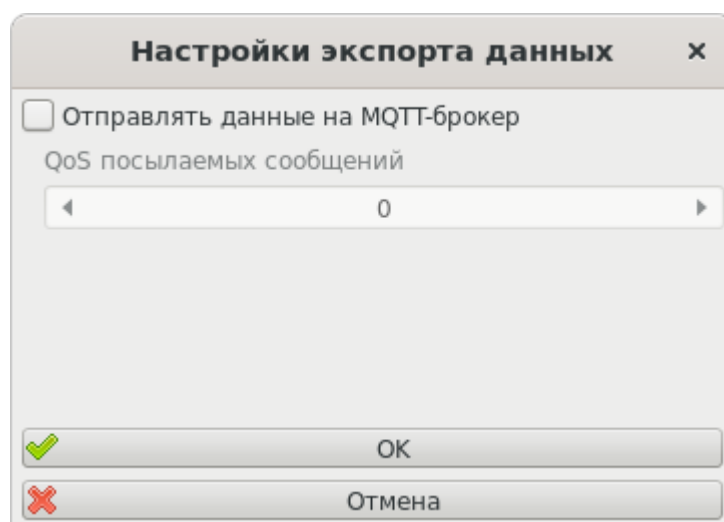 Настройки экспорта данных
Отправлять данные на MQTT-брокер
QoS посылаемых сообщений
0
OK
Отмена